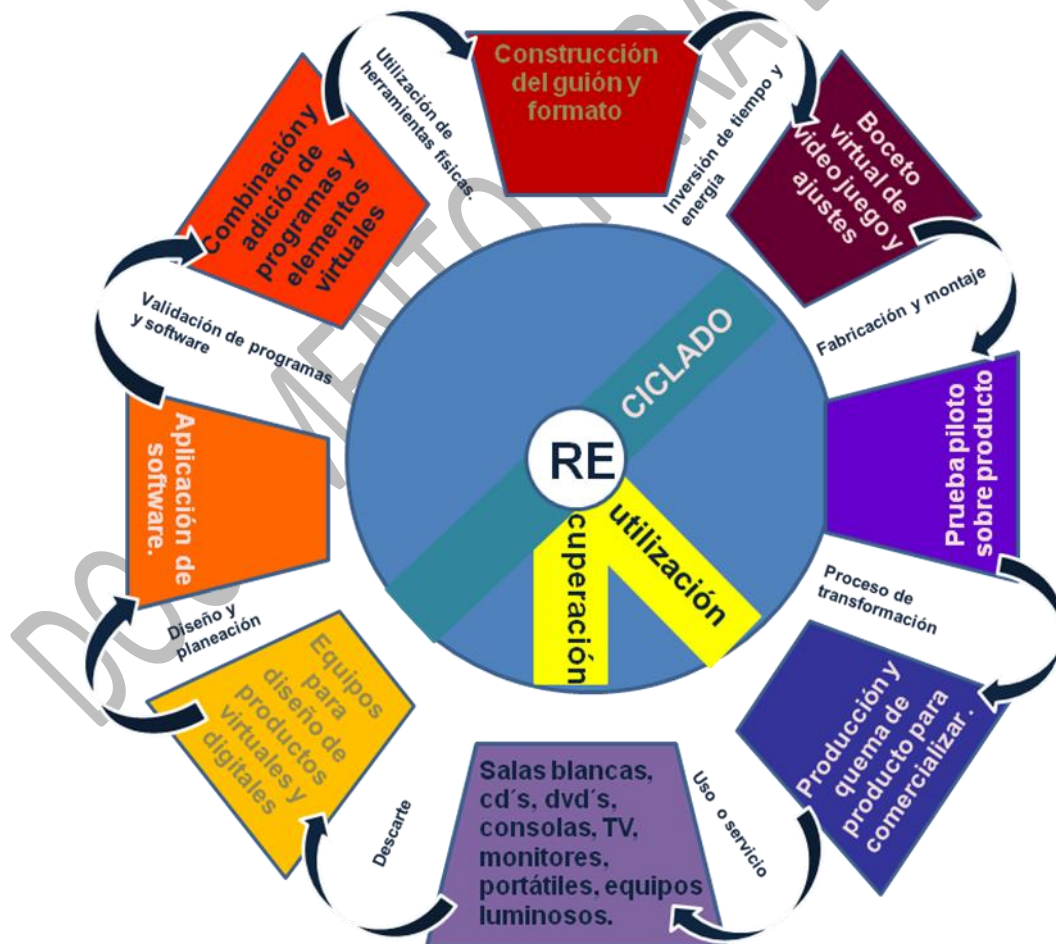 Construcción
del guión y
formato
Inversión de tiempo y
energía
Boceto
virtual de
video juego y
ajustes
Fabricación y montaje
Prueba piloto
sobre producto
Proceso de
transformación
Producción y
quema de
producto para
comercializar .
Uso o servicio
Salas blancas,
cd´s, dvd´s,
consolas, TV,
monitores,
portátiles, equipos
luminosos.
Descarte
Equipos
para
diseño de
productos
virtuales y
digitales
Diseño y
planeación
Aplicación de
software.
Validación de programas
y software
Combinación y
adición de
programas y
elementos
virtuales
Utilización de
herramientas físicas.
CICLADO
RE
cuperación
utilización